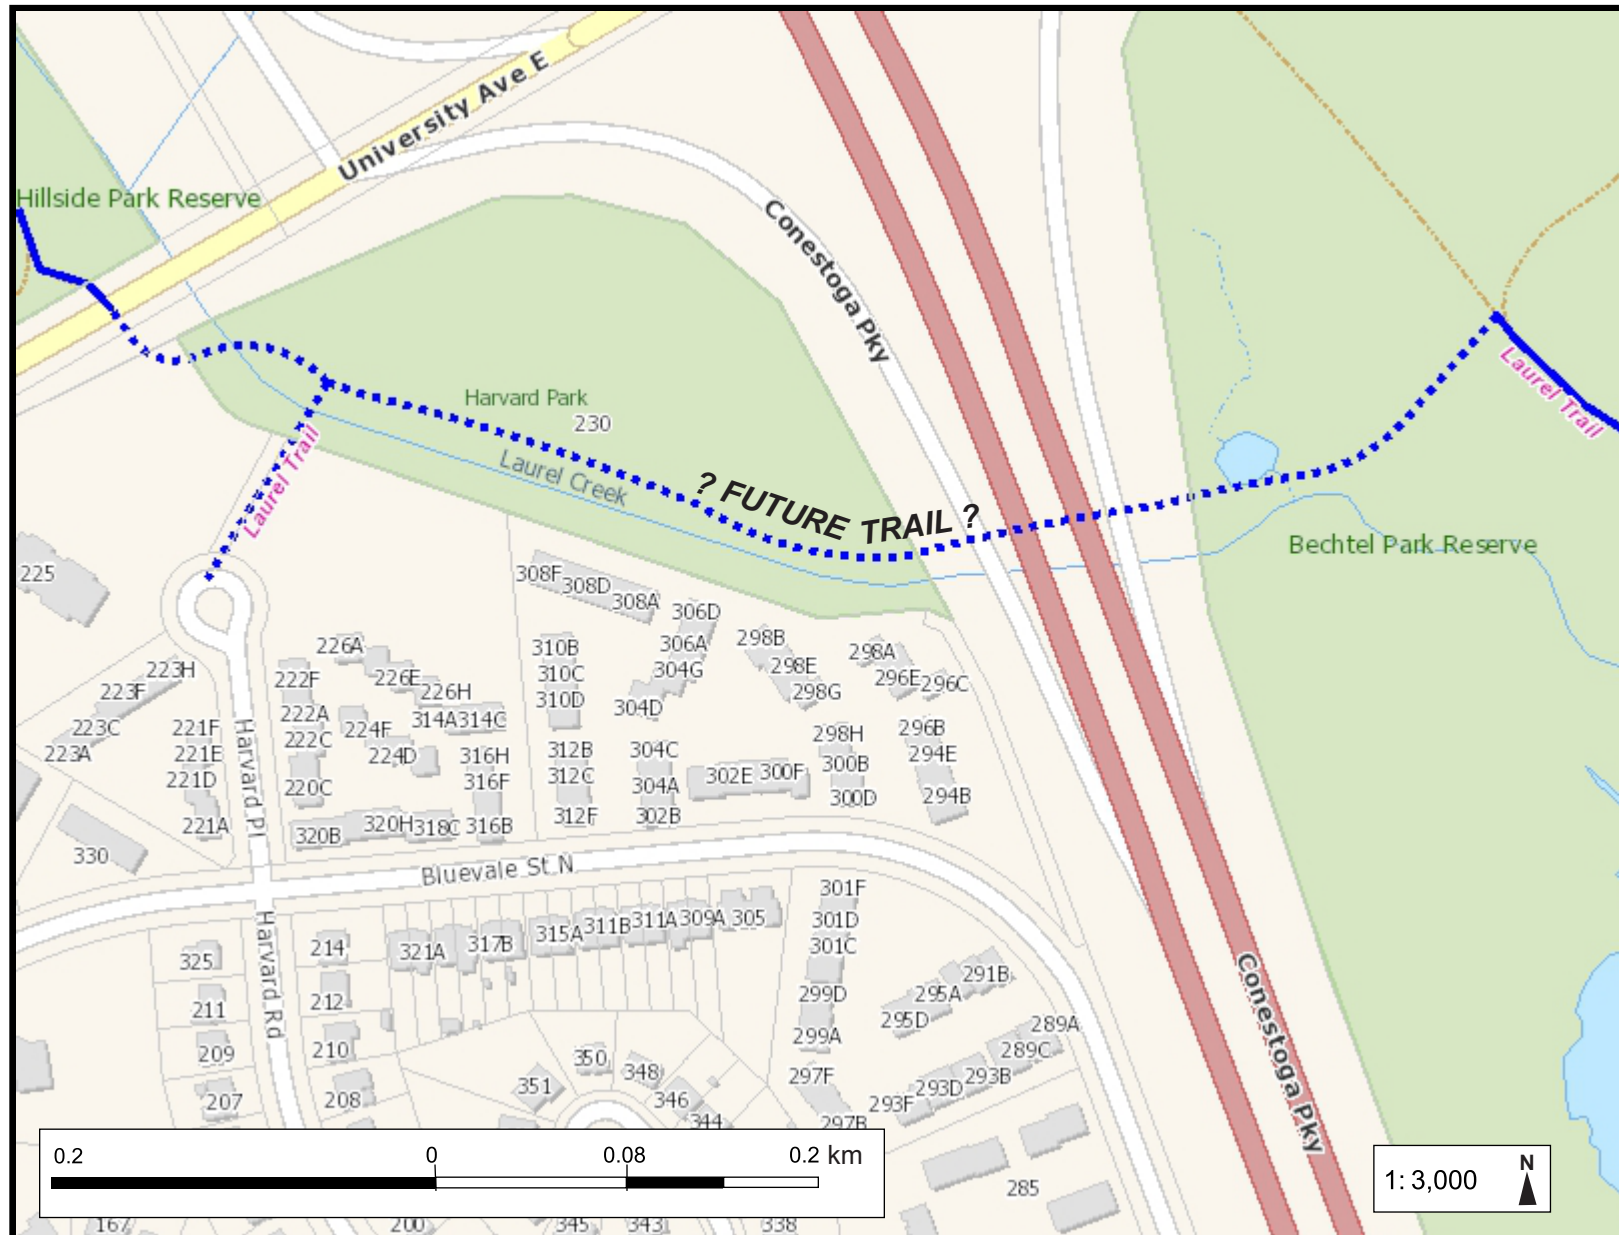 University Ave E
Hillside Park Reserve
Conestoga Pky
Laurel Trail
Harvard Park
230
Laurel Creek
? FUTURE TRAIL ?
Laurel Trail
Bechtel Park Reserve
225
308F
308D
308A
306D
306A
304G
304D
298B
298E
298G
298A
296E
296C
226A
226E
226H
310B
310C
310D
223H
223F
223C
223A
222F
222A
222C
224F
224D
314A
314C
221F
221E
221D
221A
Harvard Pl
220C
316H
316F
316B
312B
312C
312F
304C
304A
302B
302E
300F
298H
300B
300D
296B
294E
294B
320B
320H
318C
330
Bluevale St N
301F
301D
301C
299D
299A
297F
297B
325
211
209
207
Harvard Rd
214
212
210
208
321A
317B
315A
311B
311A
309A
305
291B
295A
295D
289A
289C
293B
293D
293F
351
350
348
346
344
Conestoga Pky
285
0.2
0
0.08
0.2 km
1: 3,000
N
167
200
345
343
338